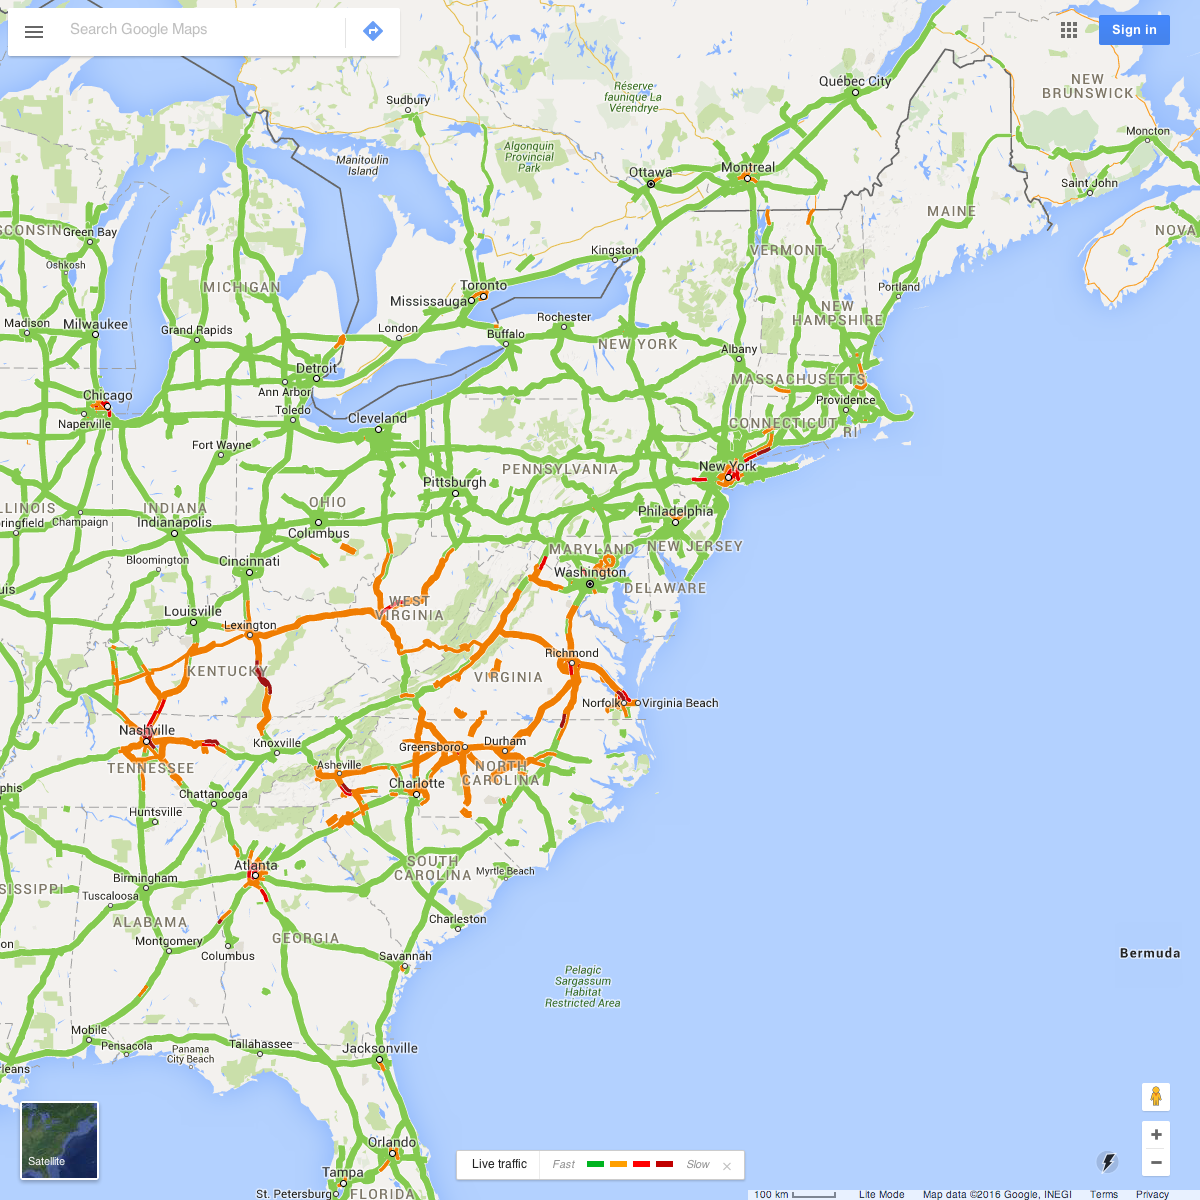 Search Google Maps
Sign in
Québec City
NEW
BRUNSWICK
Réserve
faunique La
Vérendrye
Sudbury
Moncton
Algonquin
Provincial
Park
Manitoulin
Island
Ottawa
Montreal
Saint John
MAINE
SCONSIN
Green Bay
NOVA
Kingston
VERMONT
Oshkosh
MICHIGAN
Toronto
Mississauga
Portland
NEW
HAMPSHIRE
Madison
Milwaukee
Grand Rapids
London
Rochester
Buffalo
NEW YORK
Albany
Detroit
MASSACHUSETTS
Ann Arbor
Chicago
Toledo
Providence
Naperville
Cleveland
CONNECTICUT
RI
Fort Wayne
New York
PENNSYLVANIA
Pittsburgh
LLINOIS
INDIANA
OHIO
Philadelphia
ringfield
Champaign
Indianapolis
Columbus
MARYLAND
NEW JERSEY
Bloomington
Cincinnati
Washington
uis
DELAWARE
WEST
VIRGINIA
Louisville
Lexington
Richmond
KENTUCKY
VIRGINIA
Norfolk
Virginia Beach
Nashville
Knoxville
Greensboro
Durham
TENNESSEE
Asheville
NORTH
CAROLINA
Charlotte
phis
Chattanooga
Huntsville
Atlanta
SOUTH
CAROLINA
Myrtle Beach
Birmingham
SISSIPPI
Tuscaloosa
ALABAMA
Charleston
GEORGIA
on
Montgomery
Columbus
Savannah
Bermuda
Pelagic
Sargassum
Habitat
Restricted Area
Mobile
Pensacola
Tallahassee
Jacksonville
Panama
City Beach
leans
Orlando
Satellite
Live traffic
Fast
Slow
Tampa
St. Petersburg
FLORIDA
100 km
Lite Mode
Map data ©2016 Google, INEGI
Terms
Privacy